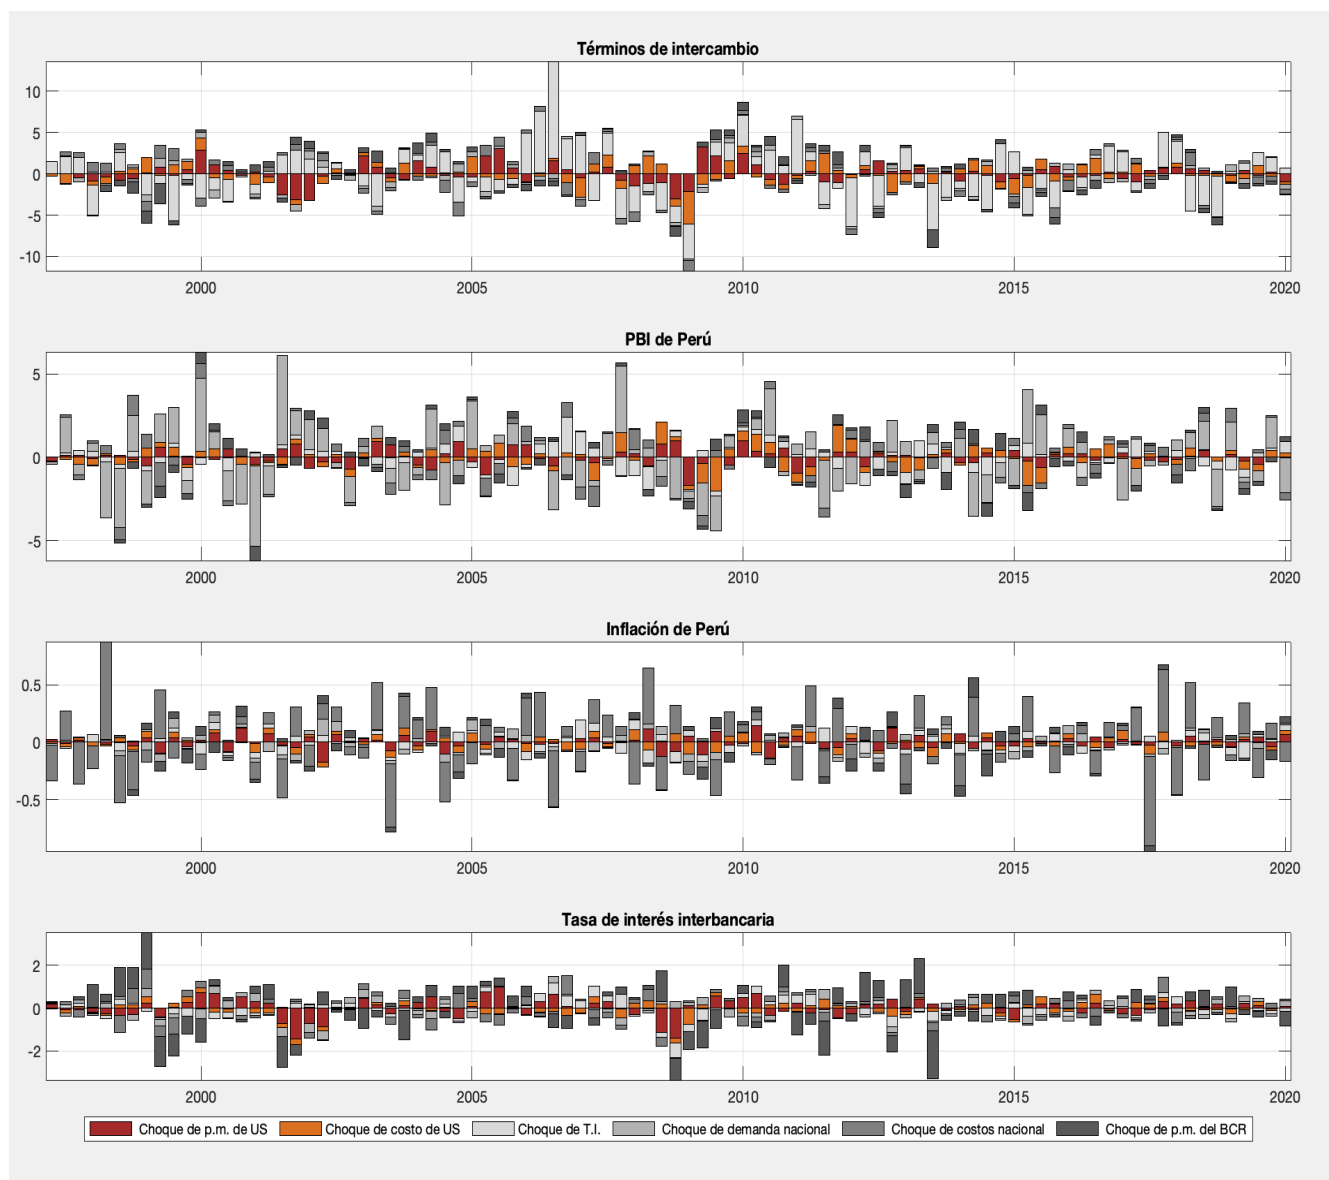 Términos de intercambio
10
5
0
-5
-10
2000 2005 2010 2015 2020
PBI de Perú
5
0
-5
2000 2005 2010 2015 2020
Inflación de Perú
0.5
0
-0.5
2000 2005 2010 2015 2020
Tasa de interés interbancaria
2
0
-2
2000 2005 2010 2015 2020
Choque de p.m. de US Choque de costo de US Choque de T.I. Choque de demanda nacional Choque de costos nacional Choque de p.m. del BCR